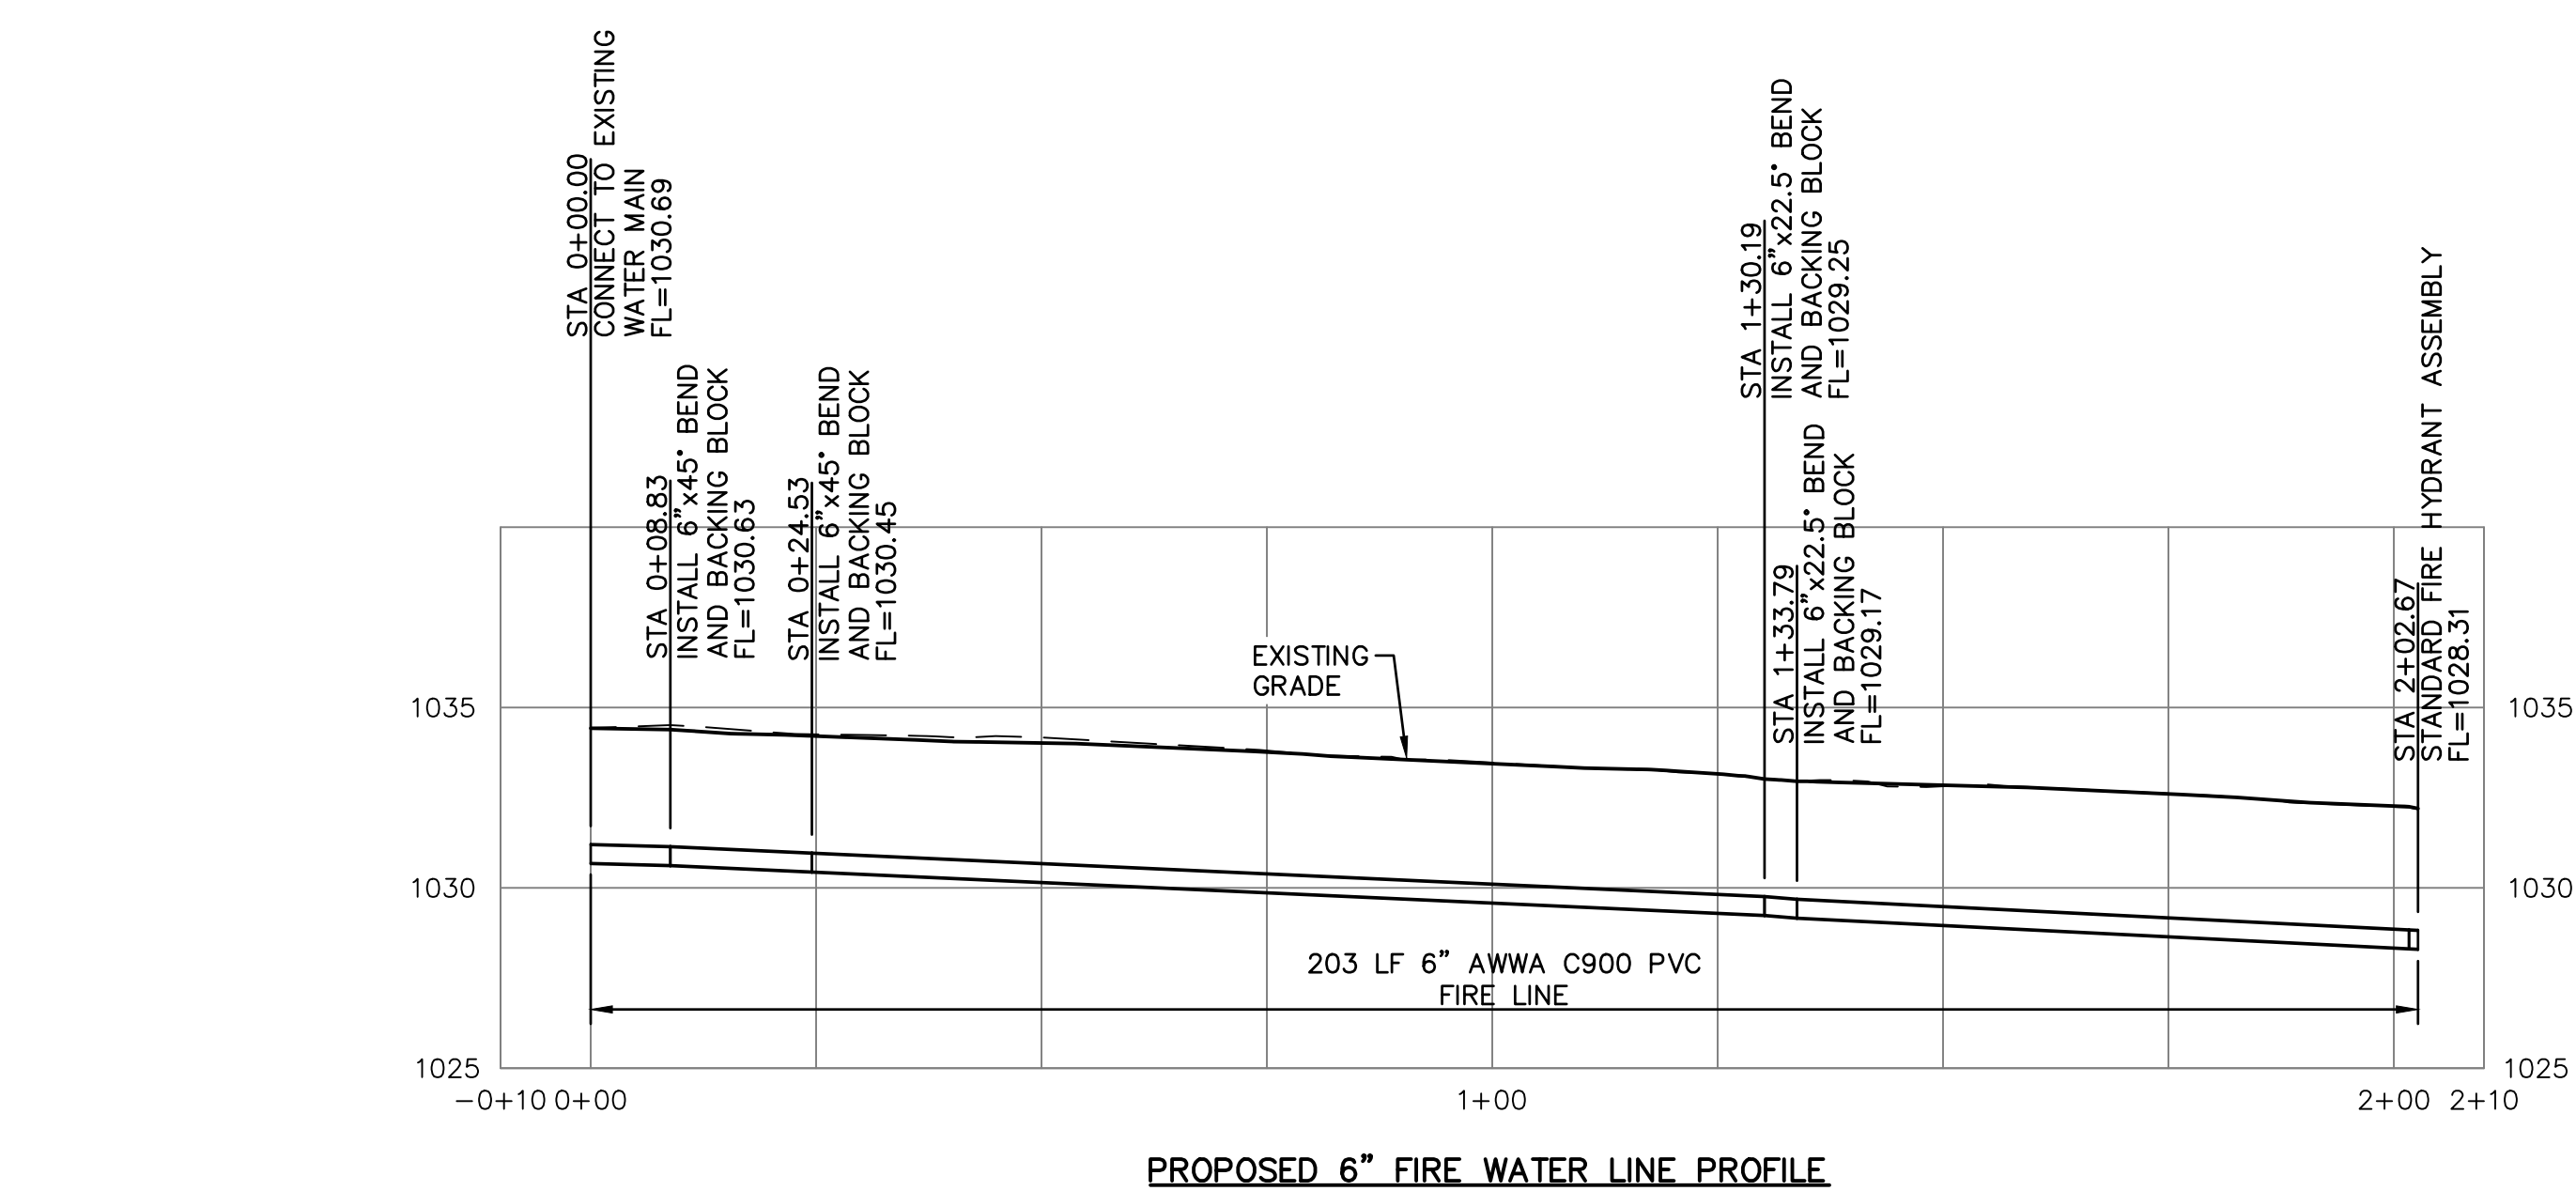 STA 0+00.00
CONNECT TO EXISTING
WATER MAIN
FL=1030.69
STA 0+08.83
INSTALL 6"x45° BEND
AND BACKING BLOCK
FL=1030.63
STA 0+24.53
INSTALL 6"x45° BEND
AND BACKING BLOCK
FL=1030.45
STA 1+30.19
INSTALL 6"x22.5° BEND
AND BACKING BLOCK
FL=1029.25
STA 1+33.79
INSTALL 6"x22.5° BEND
AND BACKING BLOCK
FL=1029.17
STA 2+02.67
STANDARD FIRE HYDRANT ASSEMBLY
FL=1028.31
EXISTING
GRADE
1035
1035
1030
1030
203 LF 6" AWWA C900 PVC
FIRE LINE
1025
1025
-0+10
0+00
1+00
2+00
2+10
PROPOSED 6" FIRE WATER LINE PROFILE